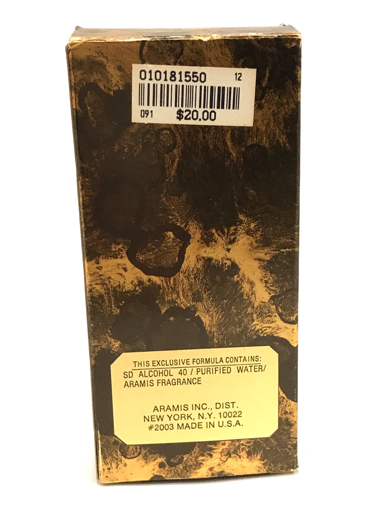 010181550 12
091 $20.00
THIS EXCLUSIVE FORMULA CONTAINS:
SD ALCOHOL 40 / PURIFIED WATER/
ARAMIS FRAGRANCE
ARAMIS INC., DIST.
NEW YORK, N.Y. 10022
#2003 MADE IN U.S.A.